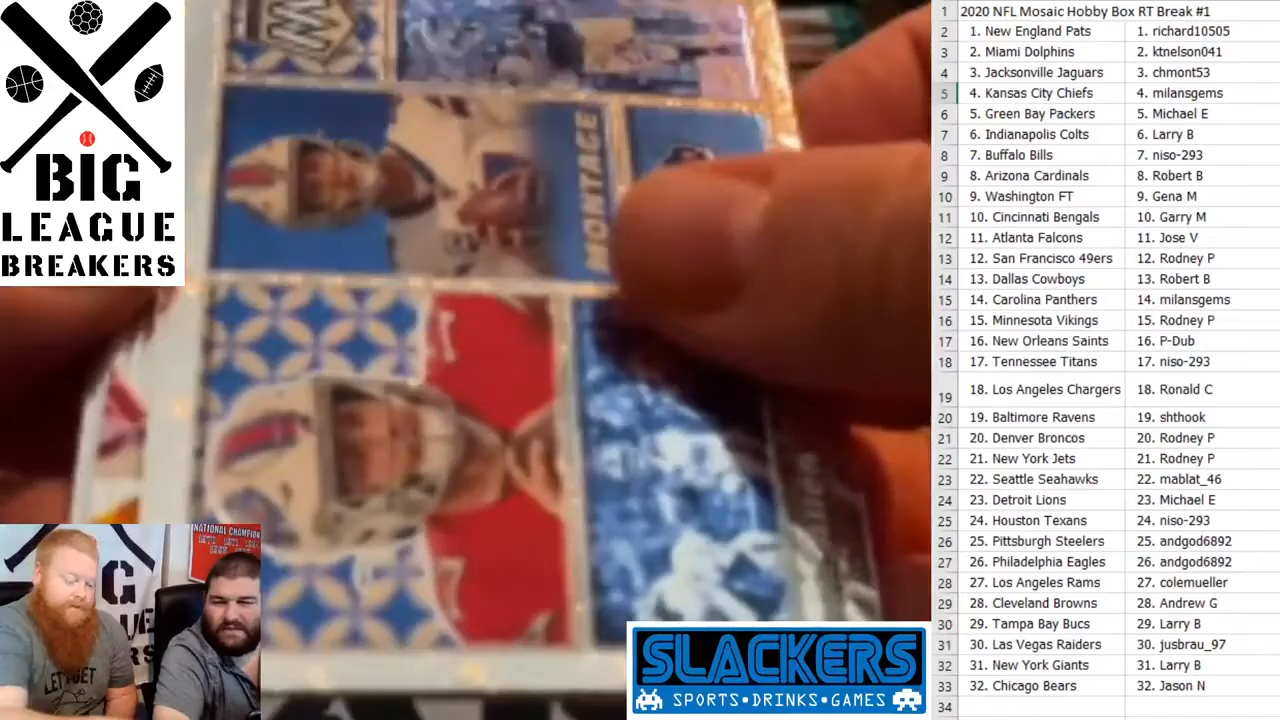 BIG
LEAGUE
BREAKERS
MONTAGE
NATIONAL CHAMPION
SLACKERS
SPORTS•DRINKS•GAMES
1 2020 NFL Mosaic Hobby Box RT Break #1
2 1. New England Pats 1. richard10505
3 2. Miami Dolphins 2. ktnelson041
4 3. Jacksonville Jaguars 3. chmont53
5 4. Kansas City Chiefs 4. milansgems
6 5. Green Bay Packers 5. Michael E
7 6. Indianapolis Colts 6. Larry B
8 7. Buffalo Bills 7. niso-293
9 8. Arizona Cardinals 8. Robert B
10 9. Washington FT 9. Gena M
11 10. Cincinnati Bengals 10. Garry M
12 11. Atlanta Falcons 11. Jose V
13 12. San Francisco 49ers 12. Rodney P
14 13. Dallas Cowboys 13. Robert B
15 14. Carolina Panthers 14. milansgems
16 15. Minnesota Vikings 15. Rodney P
17 16. New Orleans Saints 16. P-Dub
18 17. Tennessee Titans 17. niso-293
19 18. Los Angeles Chargers 18. Ronald C
20 19. Baltimore Ravens 19. shthook
21 20. Denver Broncos 20. Rodney P
22 21. New York Jets 21. Rodney P
23 22. Seattle Seahawks 22. mablat_46
24 23. Detroit Lions 23. Michael E
25 24. Houston Texans 24. niso-293
26 25. Pittsburgh Steelers 25. andgod6892
27 26. Philadelphia Eagles 26. andgod6892
28 27. Los Angeles Rams 27. colemueller
29 28. Cleveland Browns 28. Andrew G
30 29. Tampa Bay Bucs 29. Larry B
31 30. Las Vegas Raiders 30. jusbrau_97
32 31. New York Giants 31. Larry B
33 32. Chicago Bears 32. Jason N
34